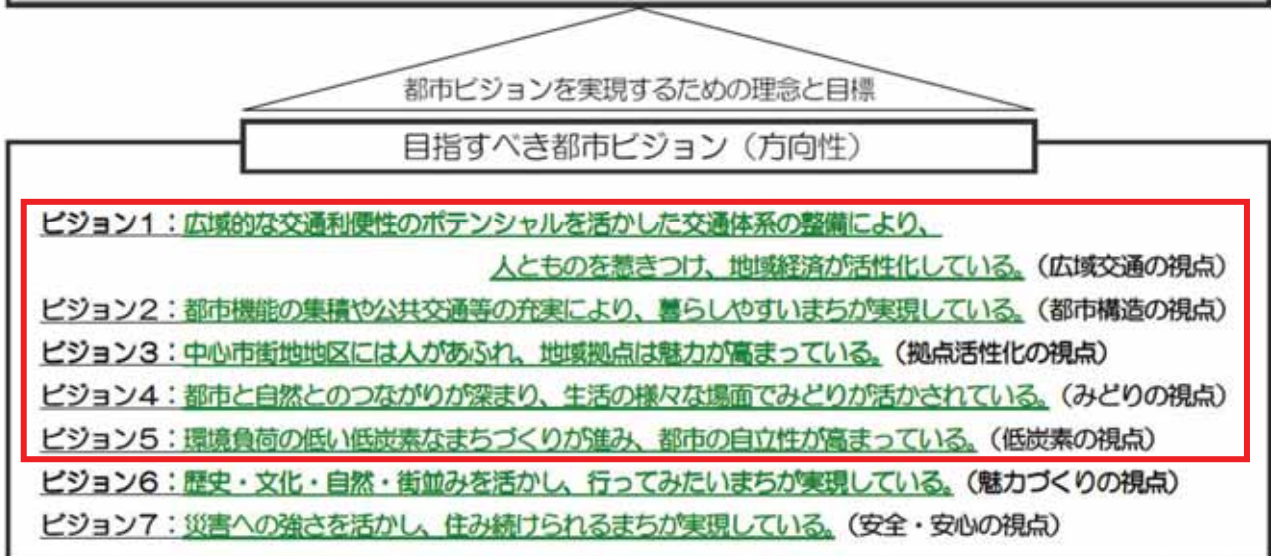 都市ビジョンを実現するための理念と目標
目指すべき都市ビジョン（方向性）
ビジョン1：広域的な交通利便性のポテンシャルを活かした交通体系の整備により、
人とものを惹きつけ、地域経済が活性化している。（広域交通の視点）
ビジョン2：都市機能の集積や公共交通等の充実により、暮らしやすいまちが実現している。（都市構造の視点）
ビジョン3：中心市街地地区には人があふれ、地域拠点は魅力が高まっている。（拠点活性化の視点）
ビジョン4：都市と自然とのつながりが深まり、生活の様々な場面でみどりが活かされている。（みどりの視点）
ビジョン5：環境負荷の低い低炭素なまちづくりが進み、都市の自立性が高まっている。（低炭素の視点）
ビジョン6：歴史・文化・自然・街並みを活かし、行ってみたいまちが実現している。（魅力づくりの視点）
ビジョン7：災害への強さを活かし、住み続けられるまちが実現している。（安全・安心の視点）